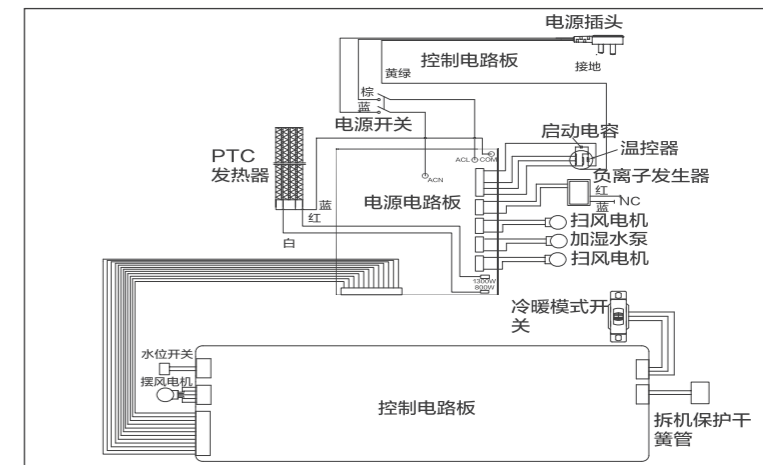 电源插头
控制电路板
接地
黄绿
棕
蓝
电源开关
启动电容
温控器
PTC
发热器
ACL
COM
ACN
负离子发生器
红
蓝
NC
电源电路板
蓝
红
白
扫风电机
加湿水泵
扫风电机
1300W
800W
冷暖模式开
关
水位开关
摆风电机
控制电路板
拆机保护干
簧管